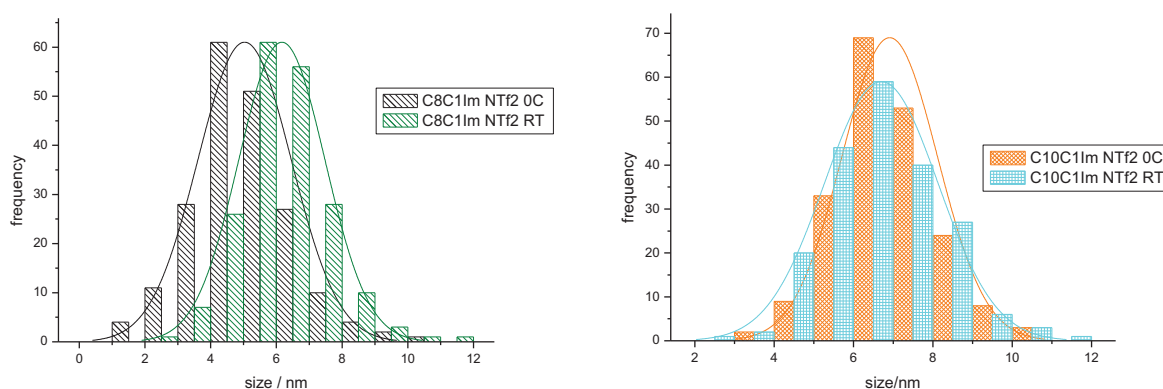 60
50
40
30
20
10
0
frequency
0 2 4 6 8 10 12
size / nm
C8C1Im NTf2 0C
C8C1Im NTf2 RT
70
60
50
40
30
20
10
0
frequency
2 4 6 8 10 12
size/nm
C10C1Im NTf2 0C
C10C1Im NTf2 RT